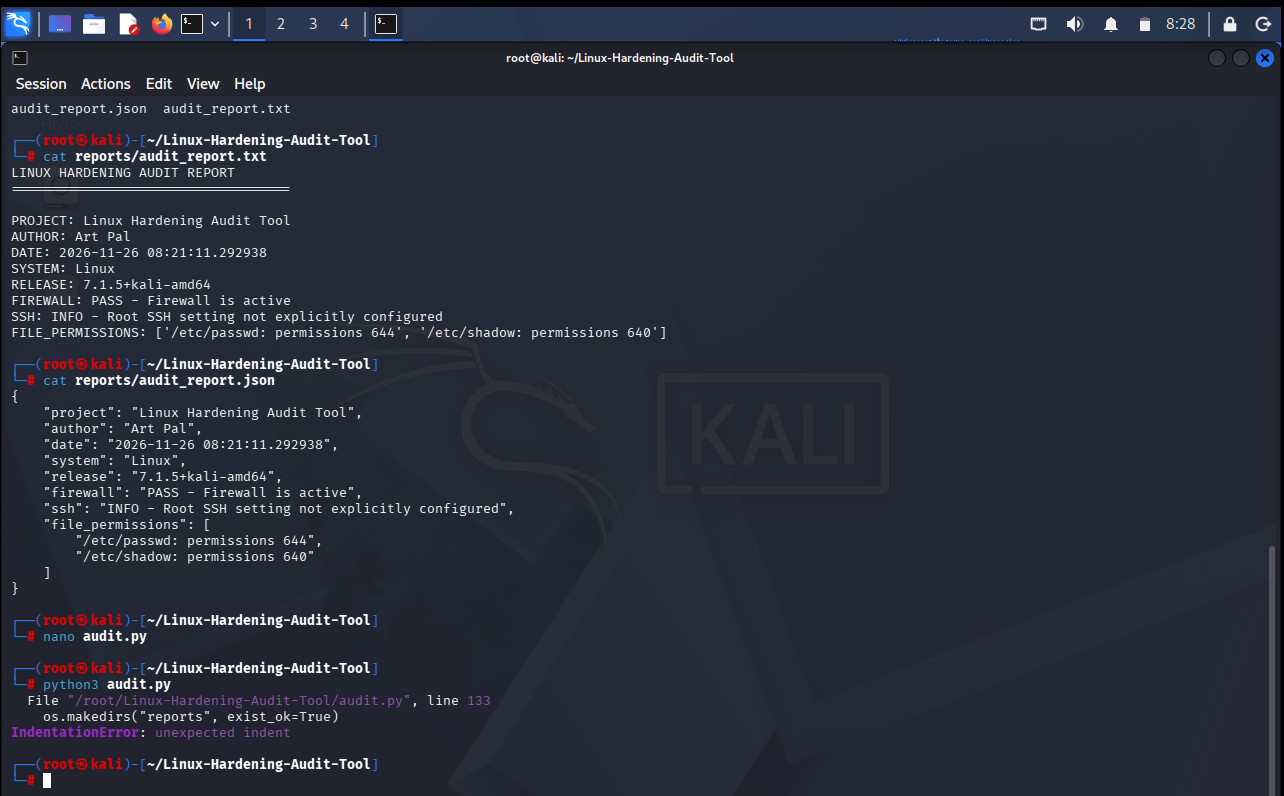 1 2 3 4 8:28
root@kali: ~/Linux-Hardening-Audit-Tool
Session Actions Edit View Help
audit_report.json  audit_report.txt
┌──(root㉿kali)-[~/Linux-Hardening-Audit-Tool]
└─# cat reports/audit_report.txt
LINUX HARDENING AUDIT REPORT
===================================
PROJECT: Linux Hardening Audit Tool
AUTHOR: Art Pal
DATE: 2026-11-26 08:21:11.292938
SYSTEM: Linux
RELEASE: 7.1.5+kali-amd64
FIREWALL: PASS - Firewall is active
SSH: INFO - Root SSH setting not explicitly configured
FILE_PERMISSIONS: ['/etc/passwd: permissions 644', '/etc/shadow: permissions 640']
┌──(root㉿kali)-[~/Linux-Hardening-Audit-Tool]
└─# cat reports/audit_report.json
{
    "project": "Linux Hardening Audit Tool",
    "author": "Art Pal",
    "date": "2026-11-26 08:21:11.292938",
    "system": "Linux",
    "release": "7.1.5+kali-amd64",
    "firewall": "PASS - Firewall is active",
    "ssh": "INFO - Root SSH setting not explicitly configured",
    "file_permissions": [
        "/etc/passwd: permissions 644",
        "/etc/shadow: permissions 640"
    ]
}
KALI
┌──(root㉿kali)-[~/Linux-Hardening-Audit-Tool]
└─# nano audit.py
┌──(root㉿kali)-[~/Linux-Hardening-Audit-Tool]
└─# python3 audit.py
  File "/root/Linux-Hardening-Audit-Tool/audit.py", line 133
    os.makedirs("reports", exist_ok=True)
IndentationError: unexpected indent
┌──(root㉿kali)-[~/Linux-Hardening-Audit-Tool]
└─#